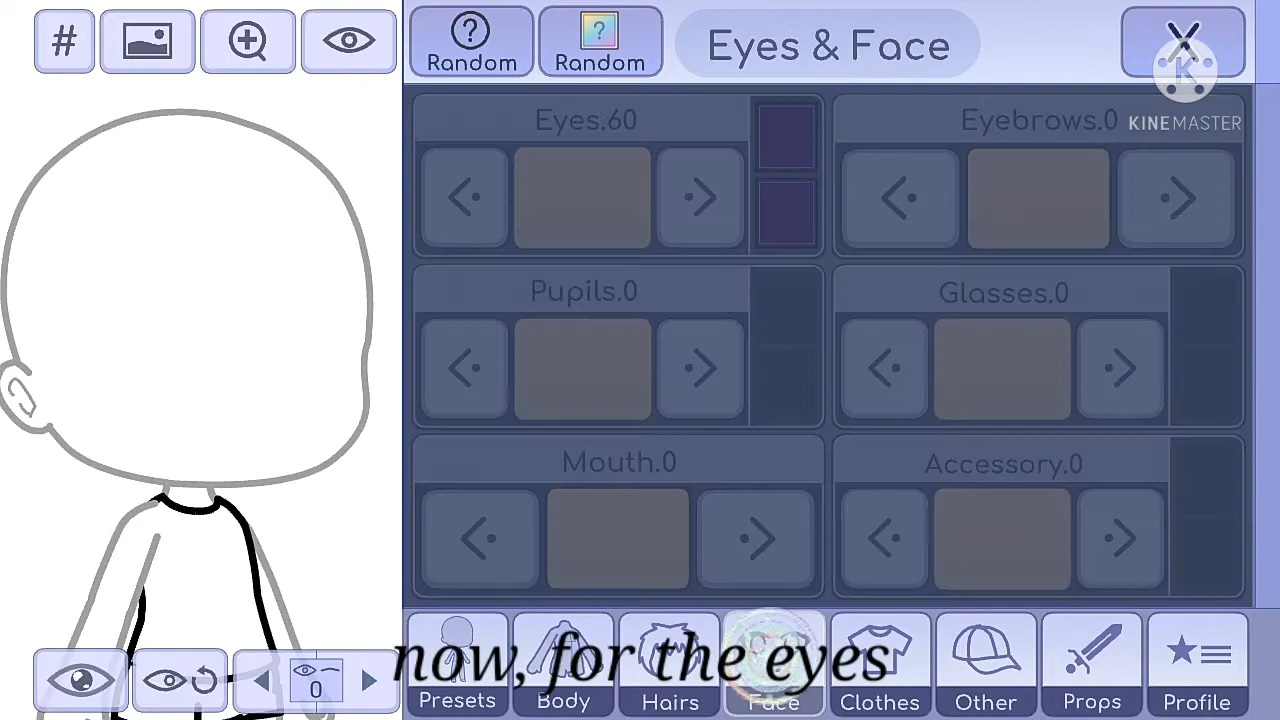 #
? Random
? Random
Eyes & Face
X
K
KINEMASTER
Eyes.60
Eyebrows.0
Pupils.0
Glasses.0
Mouth.0
Accessory.0
0
now, for the eyes
Presets
Body
Hairs
Face
Clothes
Other
Props
Profile